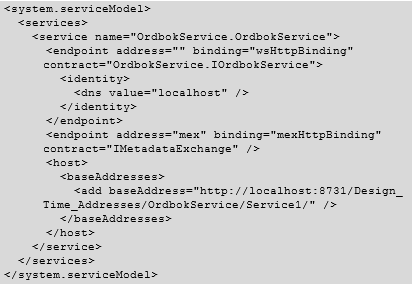 <system.serviceModel>
  <services>
    <service name="OrdbokService.OrdbokService">
      <endpoint address="" binding="wsHttpBinding"
      contract="OrdbokService.IOrdbokService">
        <identity>
          <dns value="localhost" />
        </identity>
      </endpoint>
      <endpoint address="mex" binding="mexHttpBinding"
      contract="IMetadataExchange" />
      <host>
        <baseAddresses>
          <add baseAddress="http://localhost:8731/Design_
          Time_Addresses/OrdbokService/Service1/" />
        </baseAddresses>
      </host>
    </service>
  </services>
</system.serviceModel>